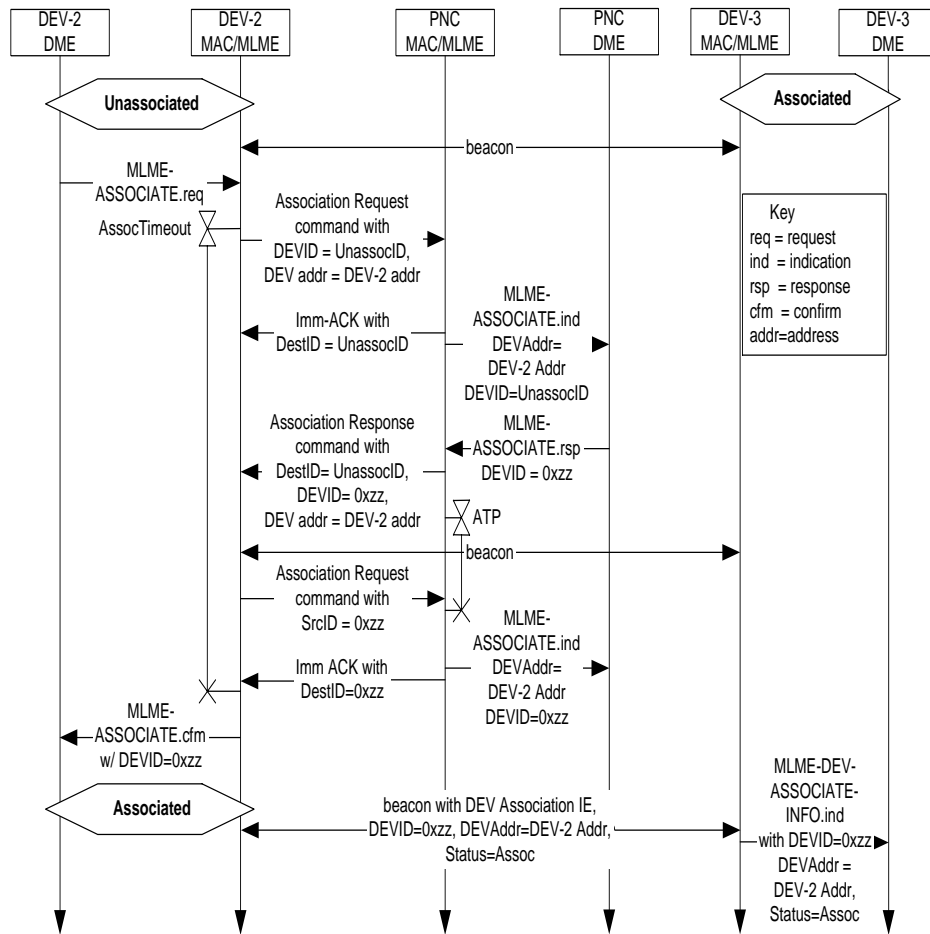 DEV-2
DME
DEV-2
MAC/MLME
PNC
MAC/MLME
PNC
DME
DEV-3
MAC/MLME
DEV-3
DME
Unassociated
Associated
beacon
MLME-
ASSOCIATE.req
AssocTimeout
Association Request
command with
DEVID = UnassocID,
DEV addr = DEV-2 addr
Key
req = request
ind = indication
rsp = response
cfm = confirm
addr=address
Imm-ACK with
DestID = UnassocID
MLME-
ASSOCIATE.ind
DEVAddr=
DEV-2 Addr
DEVID=UnassocID
Association Response
command with
DestID= UnassocID,
DEVID= 0xzz,
DEV addr = DEV-2 addr
MLME-
ASSOCIATE.rsp
DEVID = 0xzz
ATP
beacon
Association Request
command with
SrcID = 0xzz
MLME-
ASSOCIATE.ind
DEVAddr=
DEV-2 Addr
DEVID=0xzz
Imm ACK with
DestID=0xzz
MLME-
ASSOCIATE.cfm
w/ DEVID=0xzz
Associated
beacon with DEV Association IE,
DEVID=0xzz, DEVAddr=DEV-2 Addr,
Status=Assoc
MLME-DEV-
ASSOCIATE-
INFO.ind
with DEVID=0xzz
DEVAddr =
DEV-2 Addr,
Status=Assoc